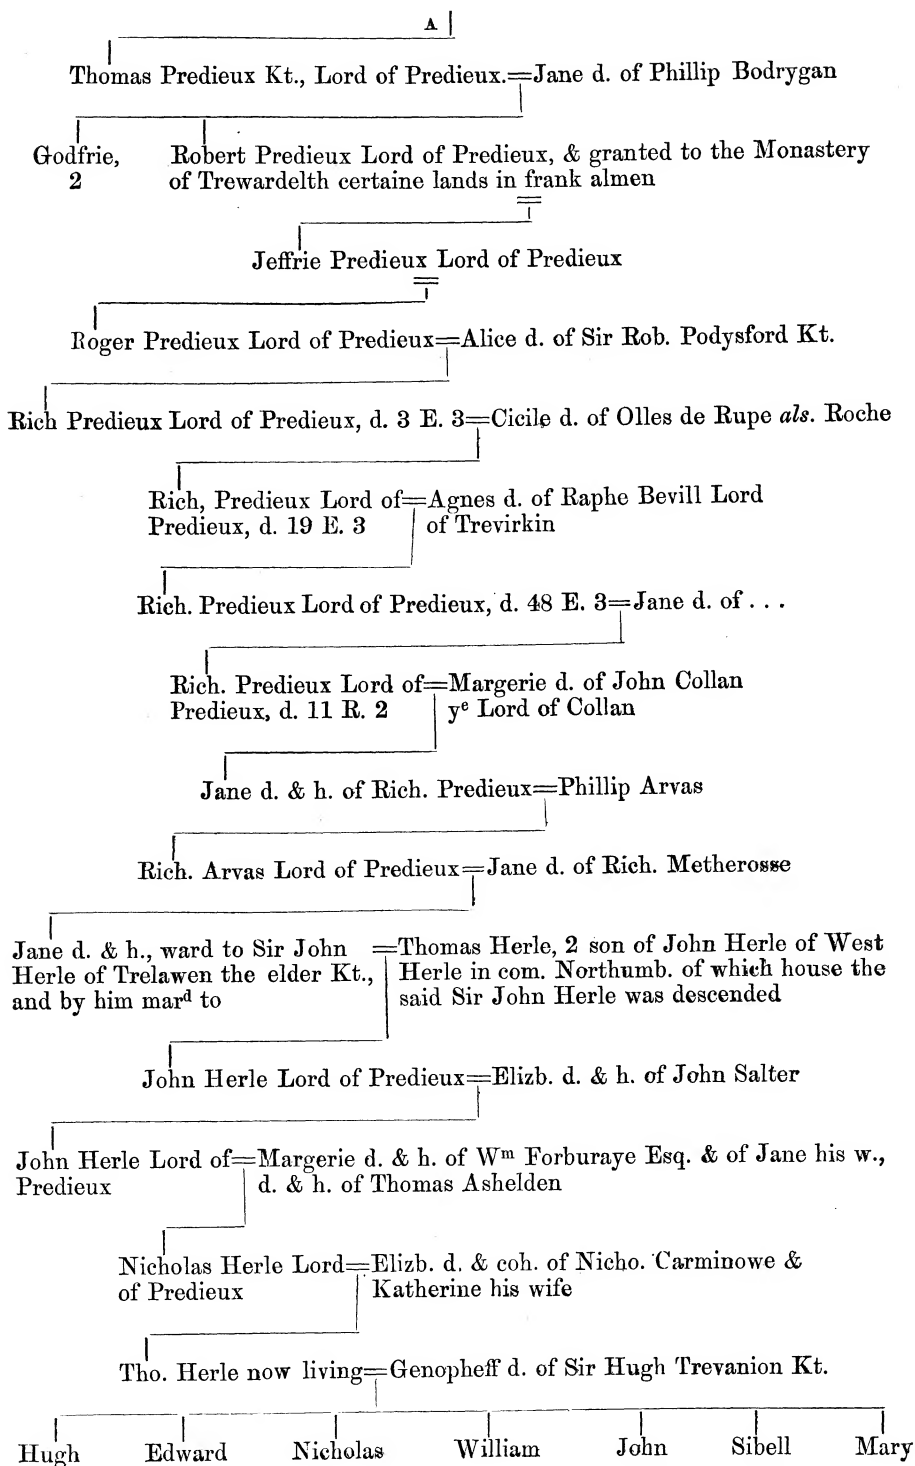 A
Thomas Predieux Kt., Lord of Predieux.=Jane d. of Phillip Bodrygan
Godfrie,
2
Robert Predieux Lord of Predieux, & granted to the Monastery
of Trewardelth certaine lands in frank almen
=
Jeffrie Predieux Lord of Predieux
=
Roger Predieux Lord of Predieux=Alice d. of Sir Rob. Podysford Kt.
Rich Predieux Lord of Predieux, d. 3 E. 3=Cicile d. of Olles de Rupe als. Roche
Rich, Predieux Lord of=Agnes d. of Raphe Bevill Lord
Predieux, d. 19 E. 3 of Trevirkin
Rich. Predieux Lord of Predieux, d. 48 E. 3=Jane d. of . . .
Rich. Predieux Lord of=Margerie d. of John Collan
Predieux, d. 11 R. 2 yᵉ Lord of Collan
Jane d. & h. of Rich. Predieux=Phillip Arvas
Rich. Arvas Lord of Predieux=Jane d. of Rich. Metherosse
Jane d. & h., ward to Sir John =Thomas Herle, 2 son of John Herle of West
Herle of Trelawen the elder Kt., Herle in com. Northumb. of which house the
and by him marᵈ to said Sir John Herle was descended
John Herle Lord of Predieux=Elizb. d. & h. of John Salter
John Herle Lord of=Margerie d. & h. of Wᵐ Forburaye Esq. & of Jane his w.,
Predieux d. & h. of Thomas Ashelden
Nicholas Herle Lord=Elizb. d. & coh. of Nicho. Carminowe &
of Predieux Katherine his wife
Tho. Herle now living=Genopheff d. of Sir Hugh Trevanion Kt.
Hugh Edward Nicholas William John Sibell Mary